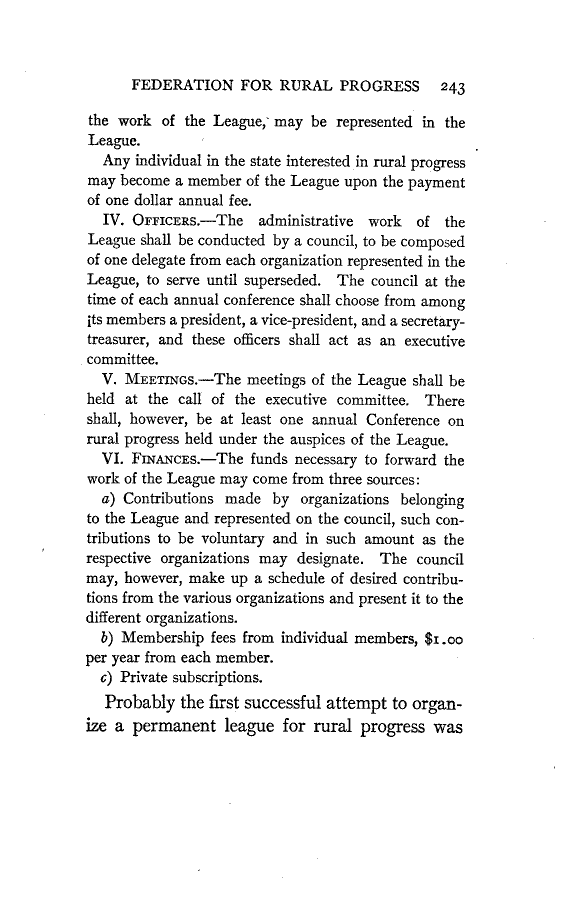 FEDERATION FOR RURAL PROGRESS 243
the work of the League, may be represented in the
League.
Any individual in the state interested in rural progress
may become a member of the League upon the payment
of one dollar annual fee.
IV. OFFICERS.—The administrative work of the
League shall be conducted by a council, to be composed
of one delegate from each organization represented in the
League, to serve until superseded. The council at the
time of each annual conference shall choose from among
its members a president, a vice-president, and a secretary-
treasurer, and these officers shall act as an executive
committee.
V. MEETINGS.—The meetings of the League shall be
held at the call of the executive committee. There
shall, however, be at least one annual Conference on
rural progress held under the auspices of the League.
VI. FINANCES.—The funds necessary to forward the
work of the League may come from three sources:
a) Contributions made by organizations belonging
to the League and represented on the council, such con-
tributions to be voluntary and in such amount as the
respective organizations may designate. The council
may, however, make up a schedule of desired contribu-
tions from the various organizations and present it to the
different organizations.
b) Membership fees from individual members, $1.00
per year from each member.
c) Private subscriptions.
Probably the first successful attempt to organ-
ize a permanent league for rural progress was